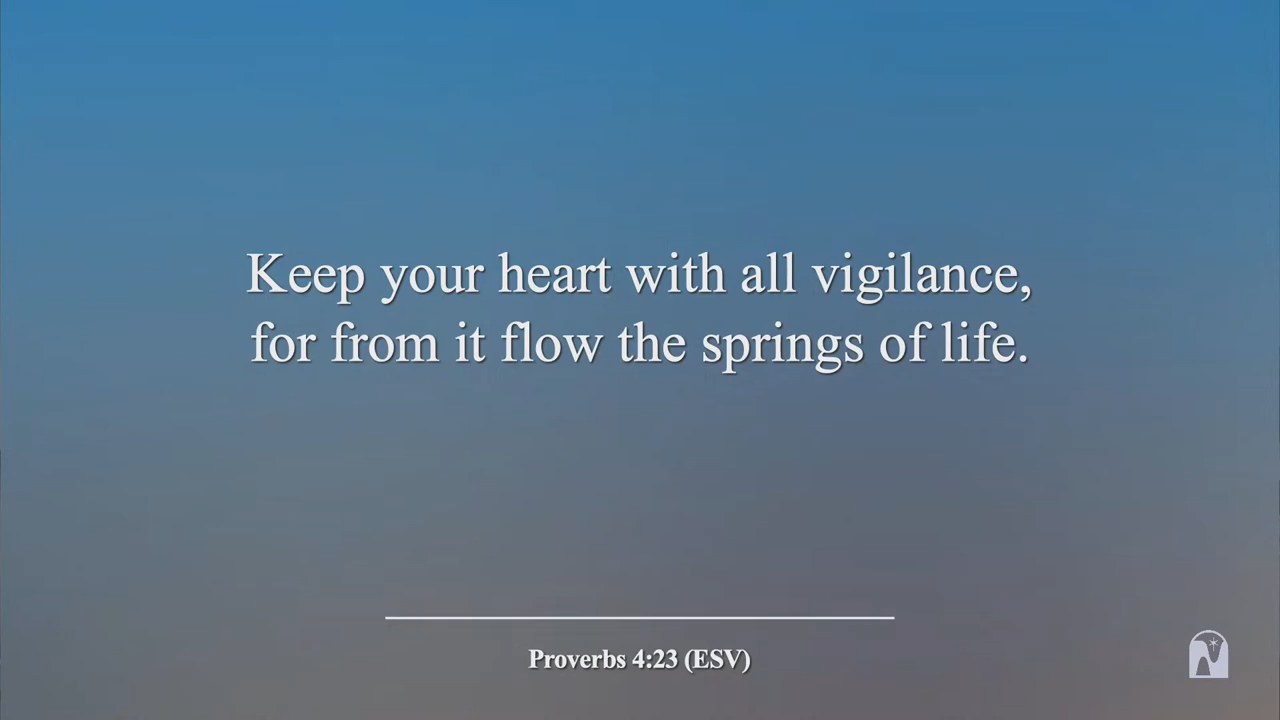 Keep your heart with all vigilance,
for from it flow the springs of life.
Proverbs 4:23 (ESV)